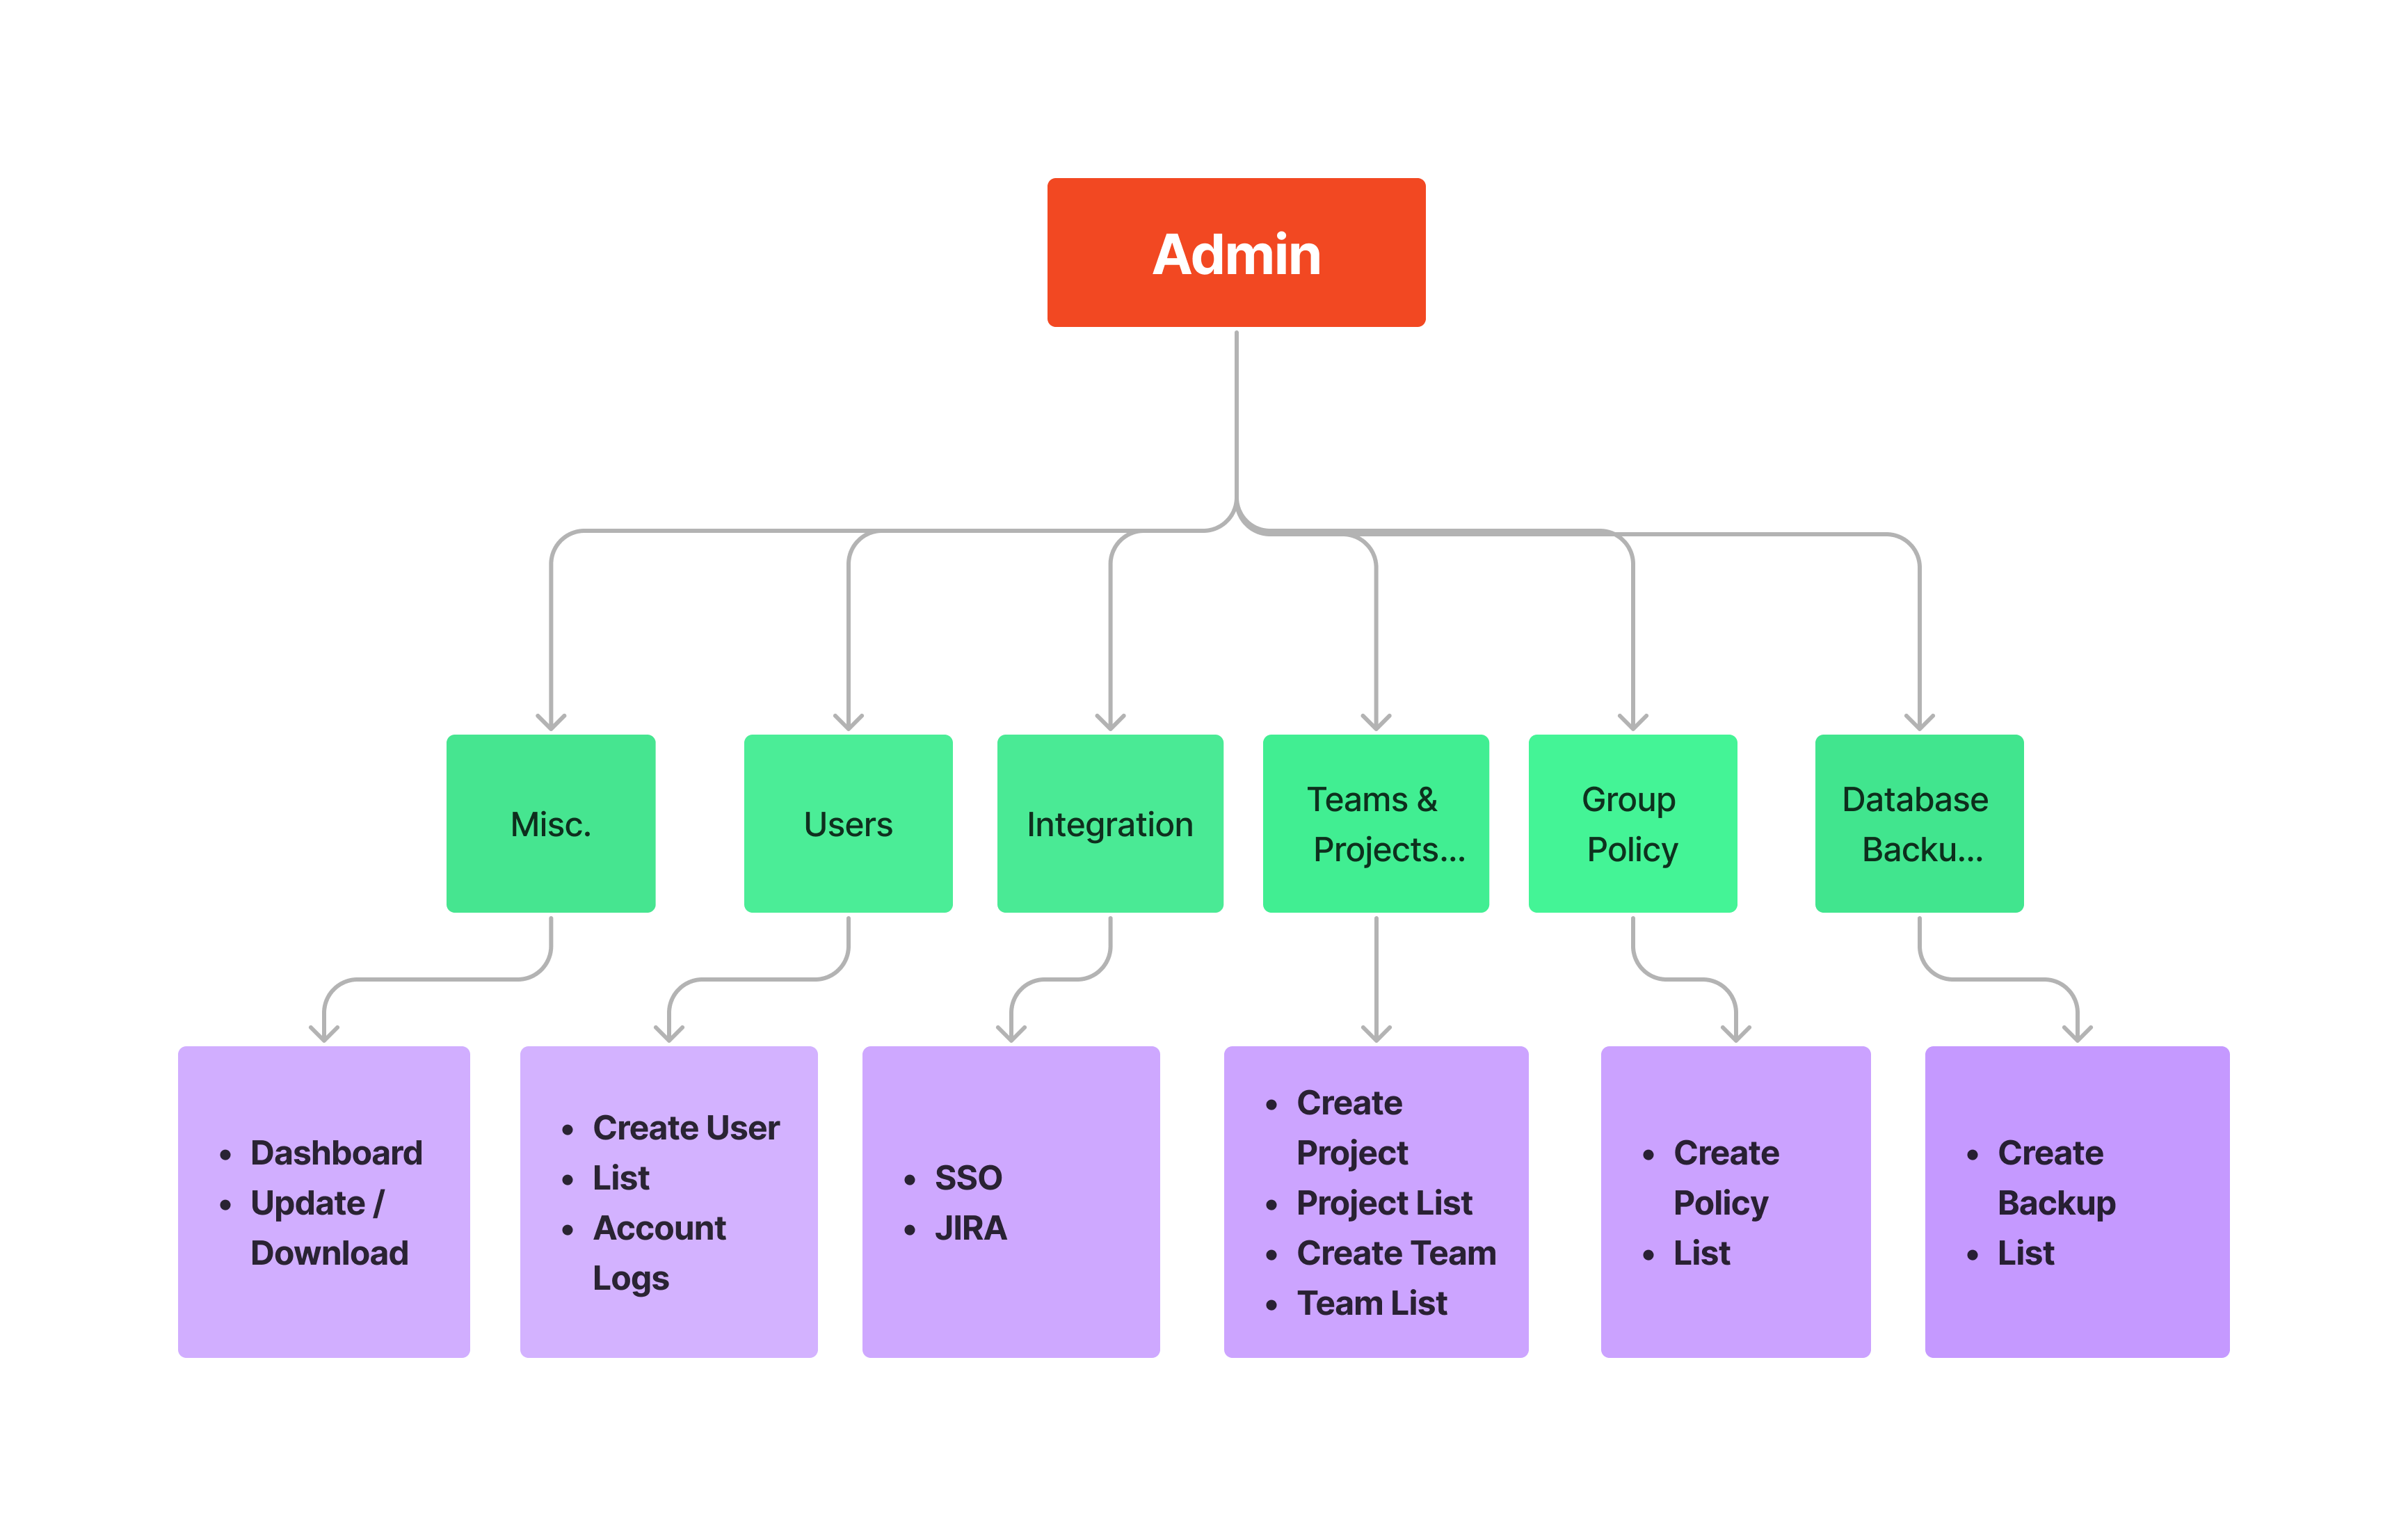 Admin
Misc.
Users
Integration
Teams &
Projects...
Group
Policy
Database
Backu...
• Dashboard
• Update /
Download
• Create User
• List
• Account
Logs
• SSO
• JIRA
• Create
Project
• Project List
• Create Team
• Team List
• Create
Policy
• List
• Create
Backup
• List